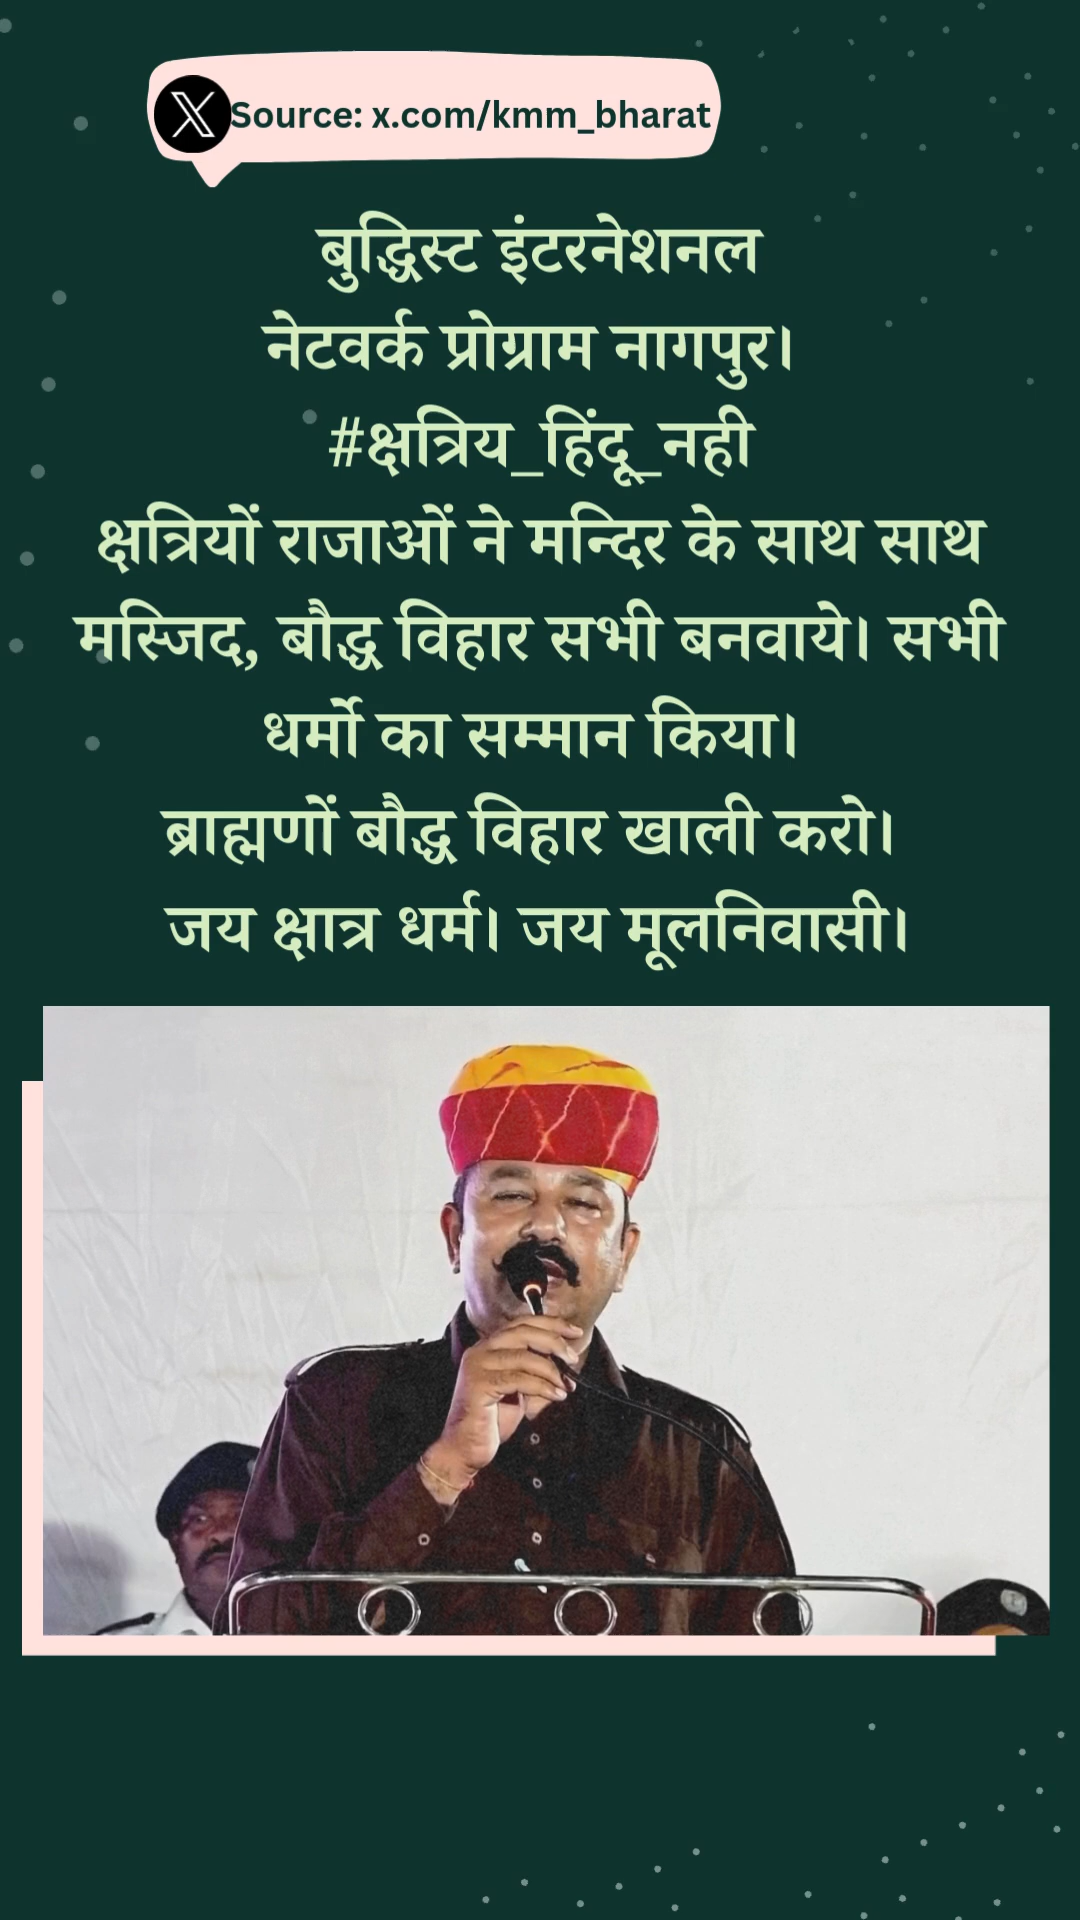 Source: x.com/kmm_bharat
बुद्धिस्ट इंटरनेशनल
नेटवर्क प्रोग्राम नागपुर।
#क्षत्रिय_हिंदू_नही
क्षत्रियों राजाओं ने मन्दिर के साथ साथ
मस्जिद, बौद्ध विहार सभी बनवाये। सभी
धर्मो का सम्मान किया।
ब्राह्मणों बौद्ध विहार खाली करो।
जय क्षात्र धर्म। जय मूलनिवासी।